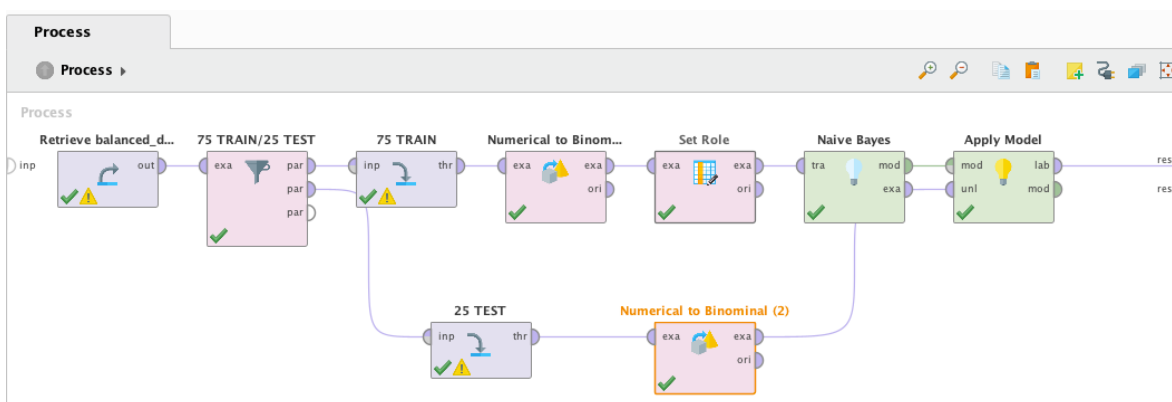 Process
Process
Process
Retrieve balanced_d...
75 TRAIN/25 TEST
75 TRAIN
Numerical to Binom...
Set Role
Naive Bayes
Apply Model
inp
out
exa
par
inp
thr
exa
exa
exa
exa
tra
mod
mod
lab
res
par
ori
ori
exa
unl
mod
res
par
25 TEST
Numerical to Binominal (2)
inp
thr
exa
exa
ori